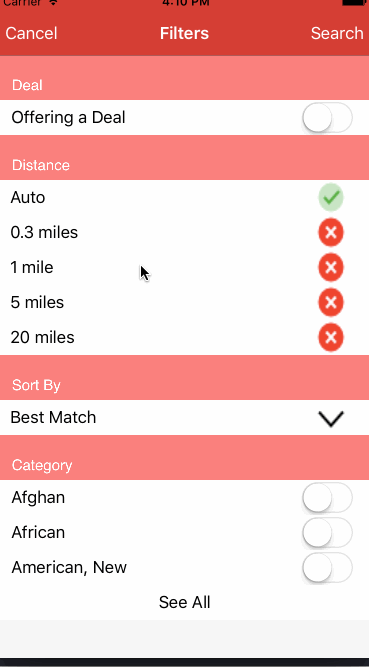 Carrier 4:10 PM
Cancel Filters Search
Deal
Offering a Deal
Distance
Auto
0.3 miles
1 mile
5 miles
20 miles
Sort By
Best Match
Category
Afghan
African
American, New
See All